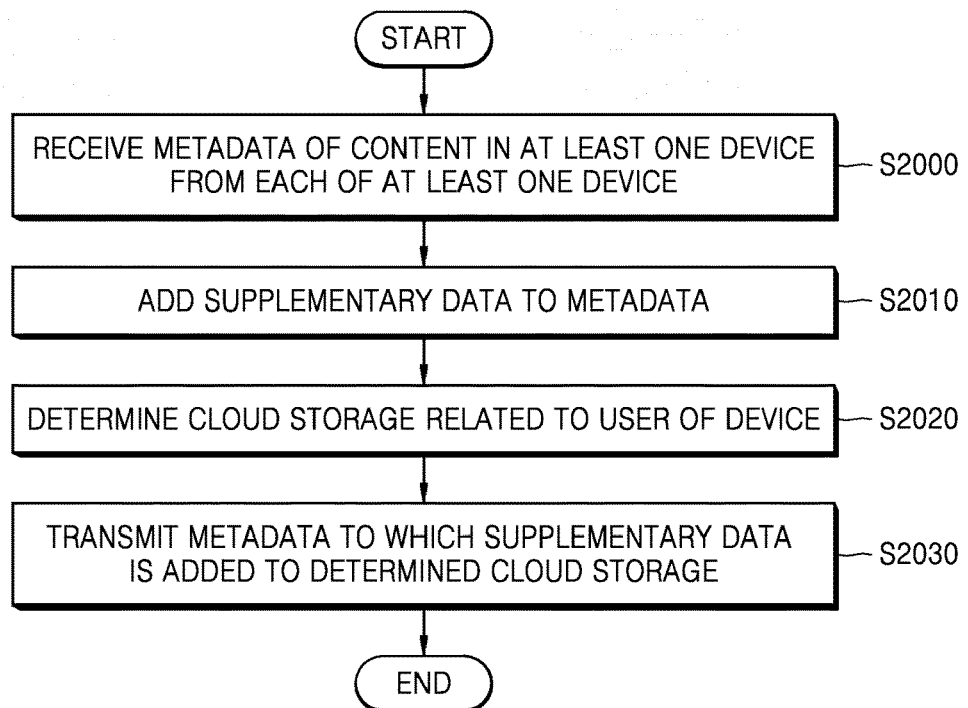 START
RECEIVE METADATA OF CONTENT IN AT LEAST ONE DEVICE
FROM EACH OF AT LEAST ONE DEVICE
S2000
ADD SUPPLEMENTARY DATA TO METADATA
S2010
DETERMINE CLOUD STORAGE RELATED TO USER OF DEVICE
S2020
TRANSMIT METADATA TO WHICH SUPPLEMENTARY DATA
IS ADDED TO DETERMINED CLOUD STORAGE
S2030
END